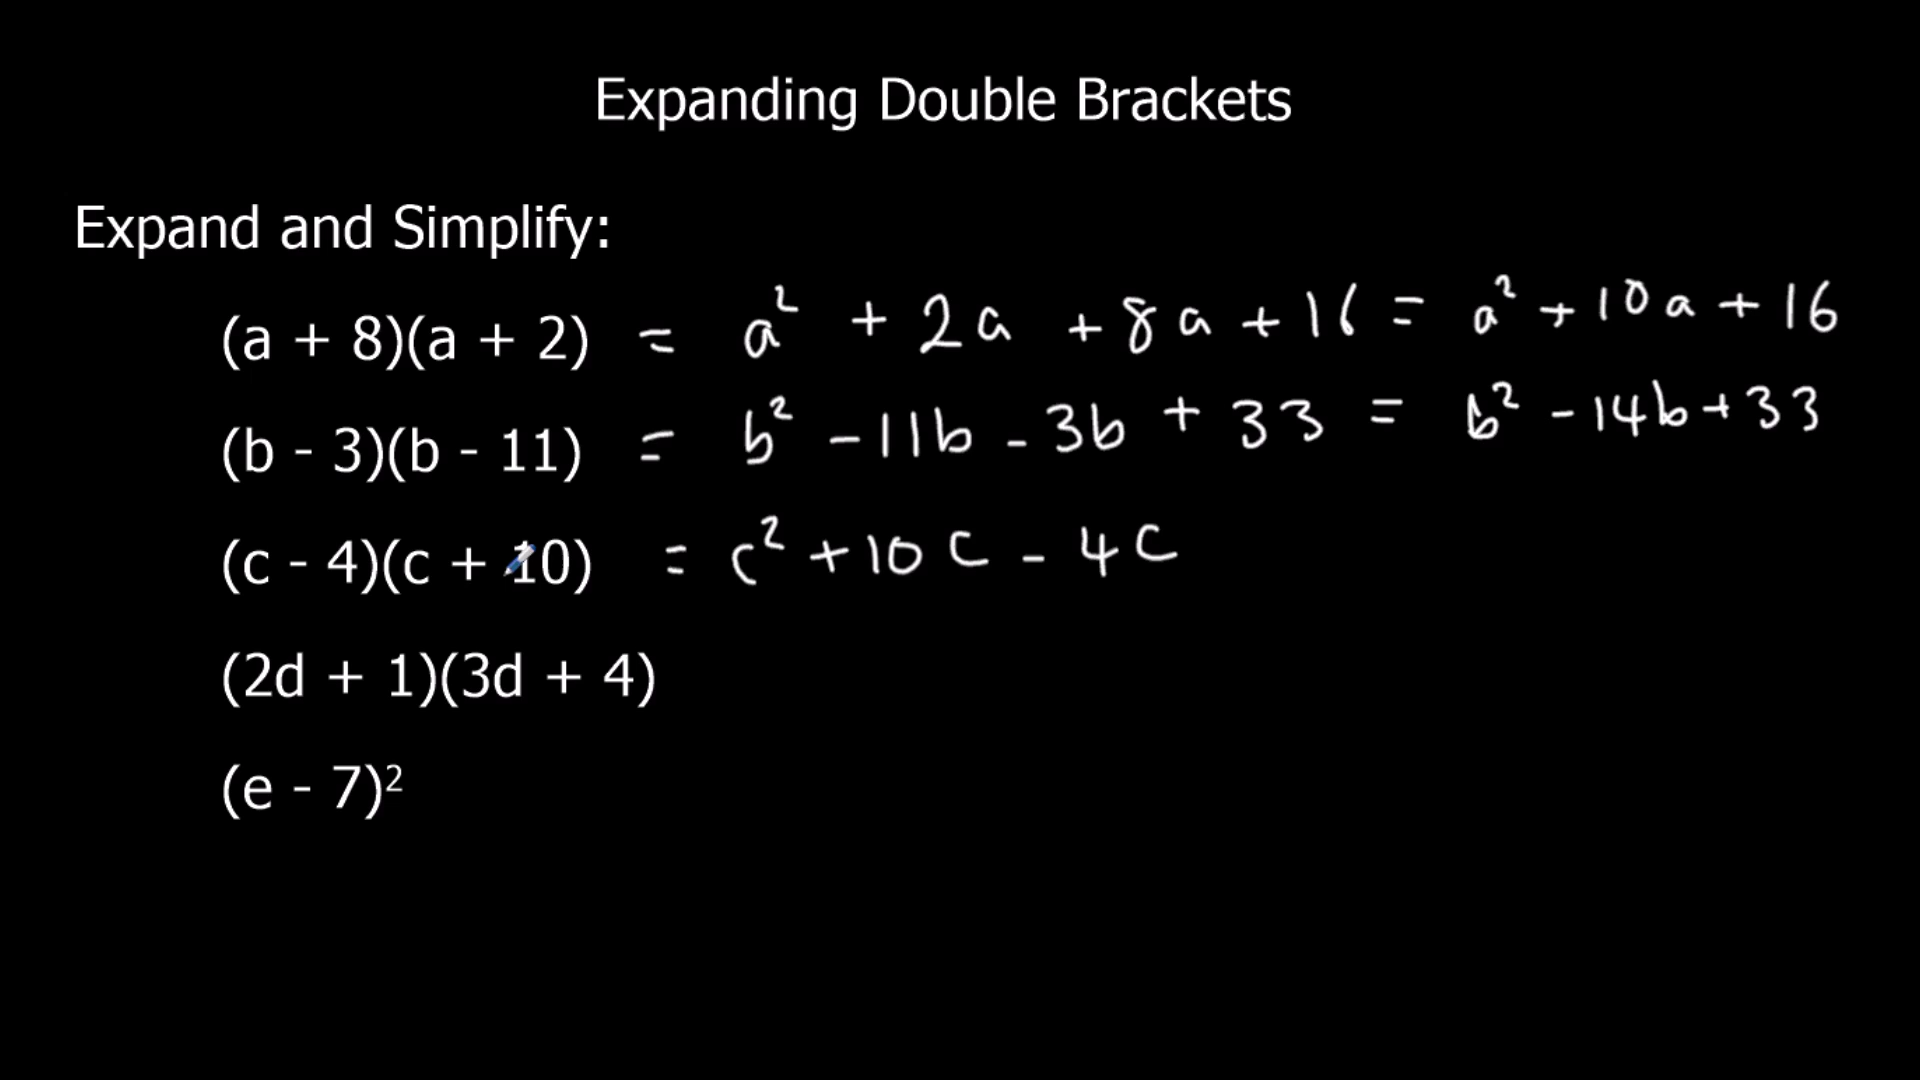 Expanding Double Brackets
Expand and Simplify:
(a + 8)(a + 2) = a² + 2a + 8a + 16 = a² + 10a + 16
(b - 3)(b - 11) = b² - 11b - 3b + 33 = b² - 14b + 33
(c - 4)(c + 10) = c² + 10c - 4c
(2d + 1)(3d + 4)
(e - 7)²